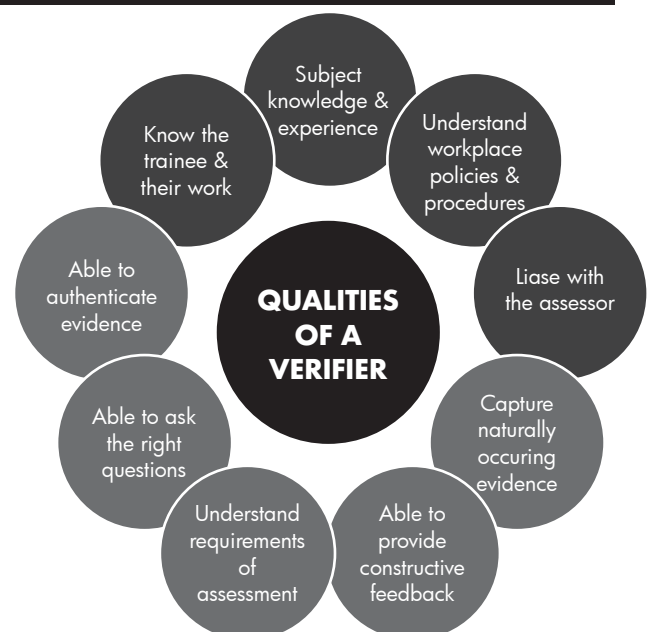 QUALITIES
OF A
VERIFIER
Subject
knowledge &
experience
Understand
workplace
policies &
procedures
Liase with
the assessor
Capture
naturally
occuring
evidence
Able to
provide
constructive
feedback
Understand
requirements
of
assessment
Able to ask
the right
questions
Able to
authenticate
evidence
Know the
trainee &
their work